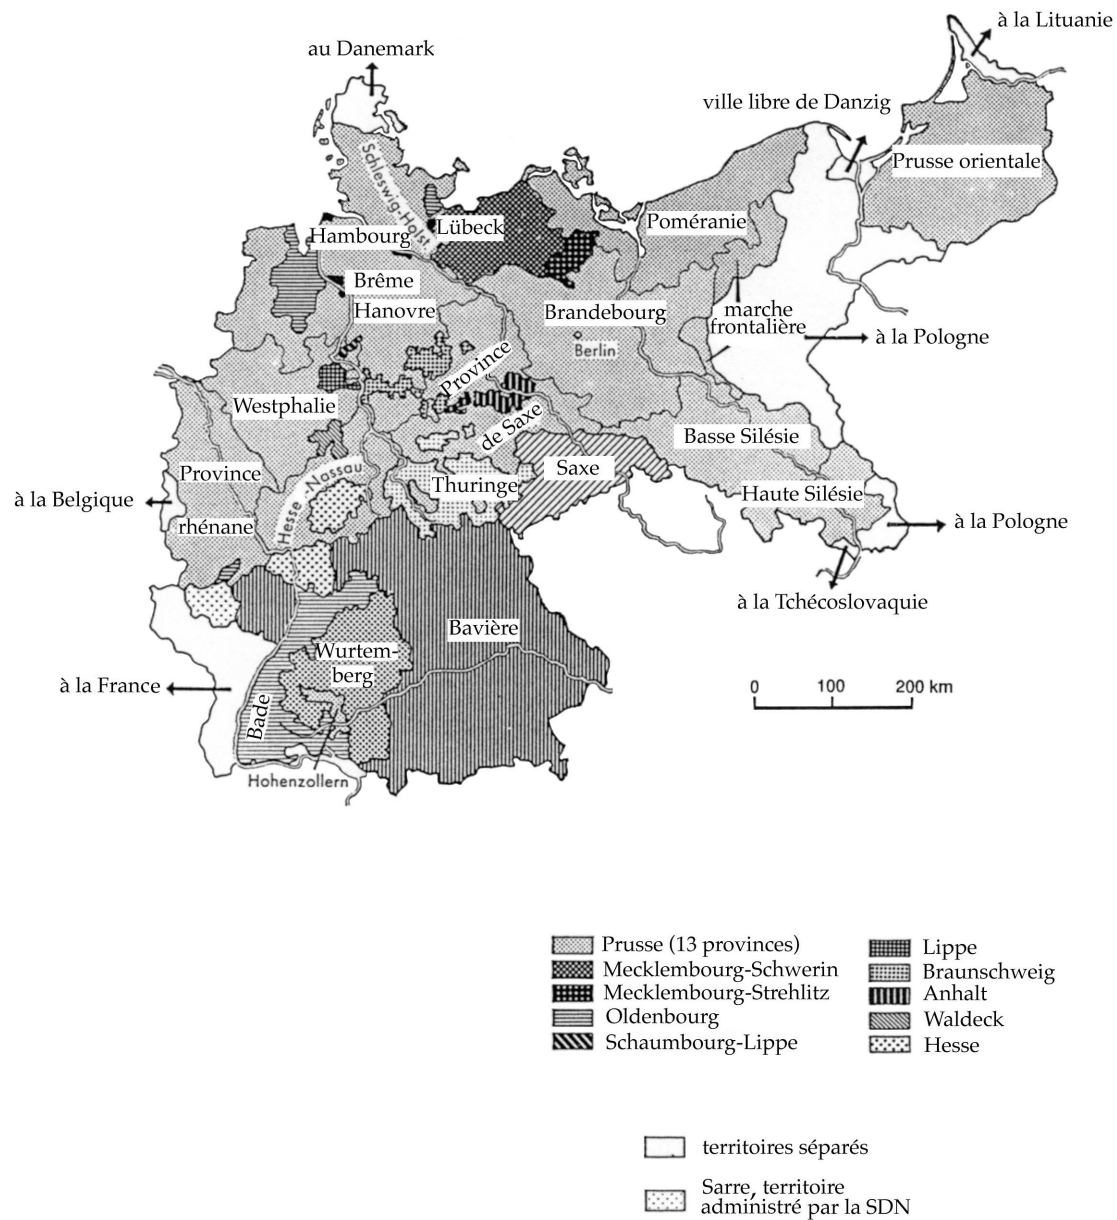 à la Lituanie
au Danemark
ville libre de Danzig
Prusse orientale
Schleswig-Holst.
Poméranie
Lübeck
Hambourg
Brême
Hanovre
Brandebourg
marche
frontalière
à la Pologne
Berlin
Province
de Saxe
Westphalie
Basse Silésie
Saxe
Province
rhénane
Hesse-Nassau
Thuringe
Haute Silésie
à la Belgique
à la Pologne
à la Tchécoslovaquie
Bavière
Wurtem-
berg
à la France
Bade
Hohenzollern
0 100 200 km
Prusse (13 provinces)
Mecklembourg-Schwerin
Mecklembourg-Strehlitz
Oldenbourg
Schaumbourg-Lippe
Lippe
Braunschweig
Anhalt
Waldeck
Hesse
territoires séparés
Sarre, territoire
administré par la SDN